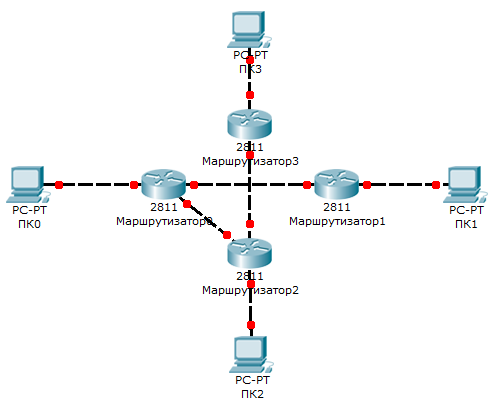 PC-PT
ПК3
2811
Маршрутизатор3
PC-PT
ПК0
2811
Маршрутизатор0
2811
Маршрутизатор1
PC-PT
ПК1
2811
Маршрутизатор2
PC-PT
ПК2